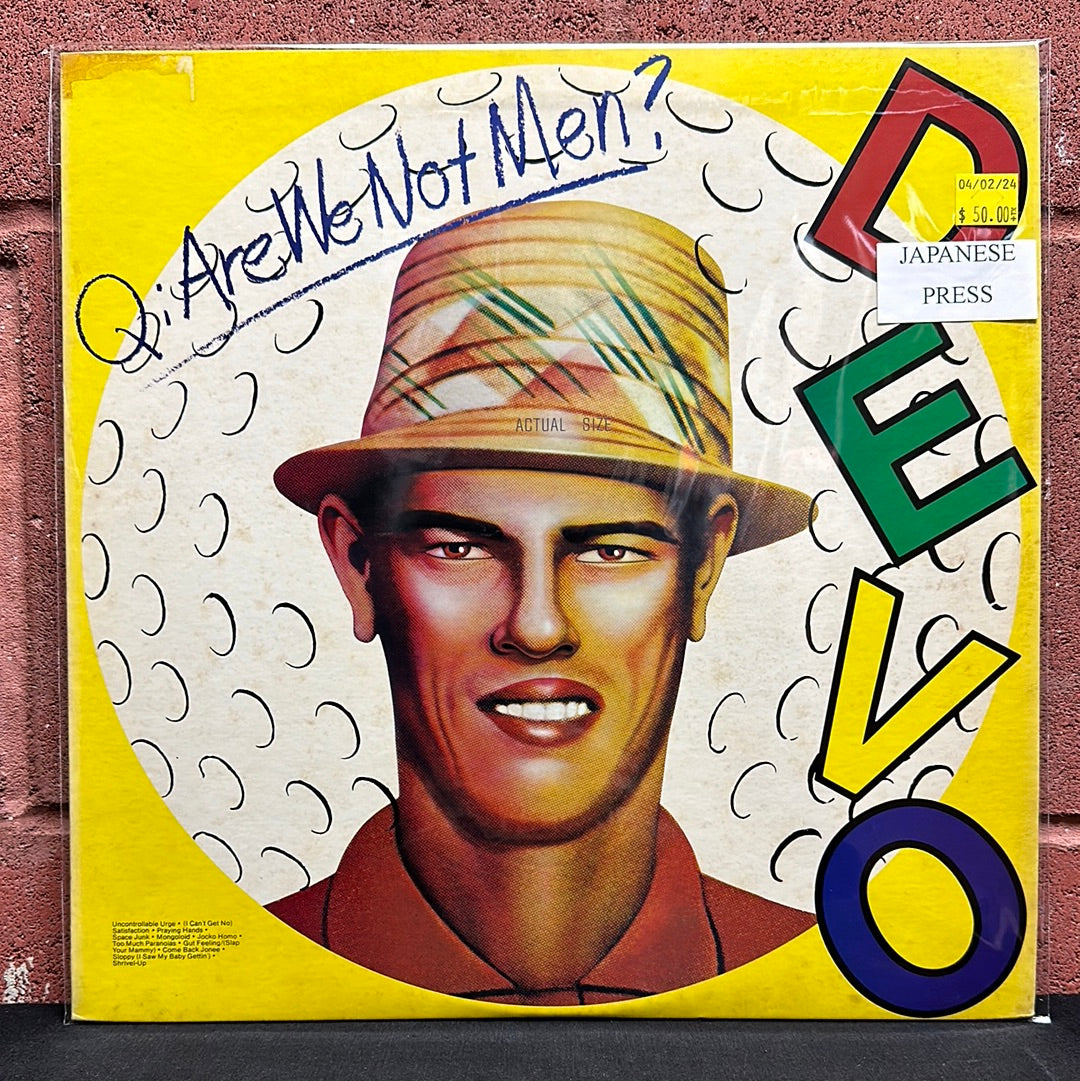 Q: Are We Not Men?
DEVO
04/02/24
$ 50.00
JAPANESE
PRESS
ACTUAL SIZE
Uncontrollable Urge • (I Can't Get No)
Satisfaction • Praying Hands •
Space Junk • Mongoloid • Jocko Homo •
Too Much Paranoias • Gut Feeling/(Slap
Your Mammy) • Come Back Jonee •
Sloppy (I Saw My Baby Gettin') •
Shrivel-Up